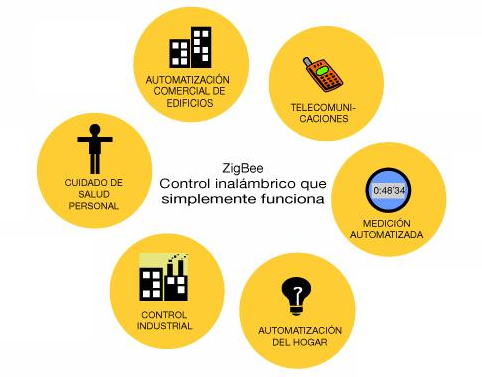 AUTOMATIZACIÓN
COMERCIAL DE
EDIFICIOS
TELECOMUNI-
CACIONES
CUIDADO DE
SALUD
PERSONAL
ZigBee
Control inalámbrico que
simplemente funciona
0:48'34
MEDICIÓN
AUTOMATIZADA
CONTROL
INDUSTRIAL
?
AUTOMATIZACIÓN
DEL HOGAR